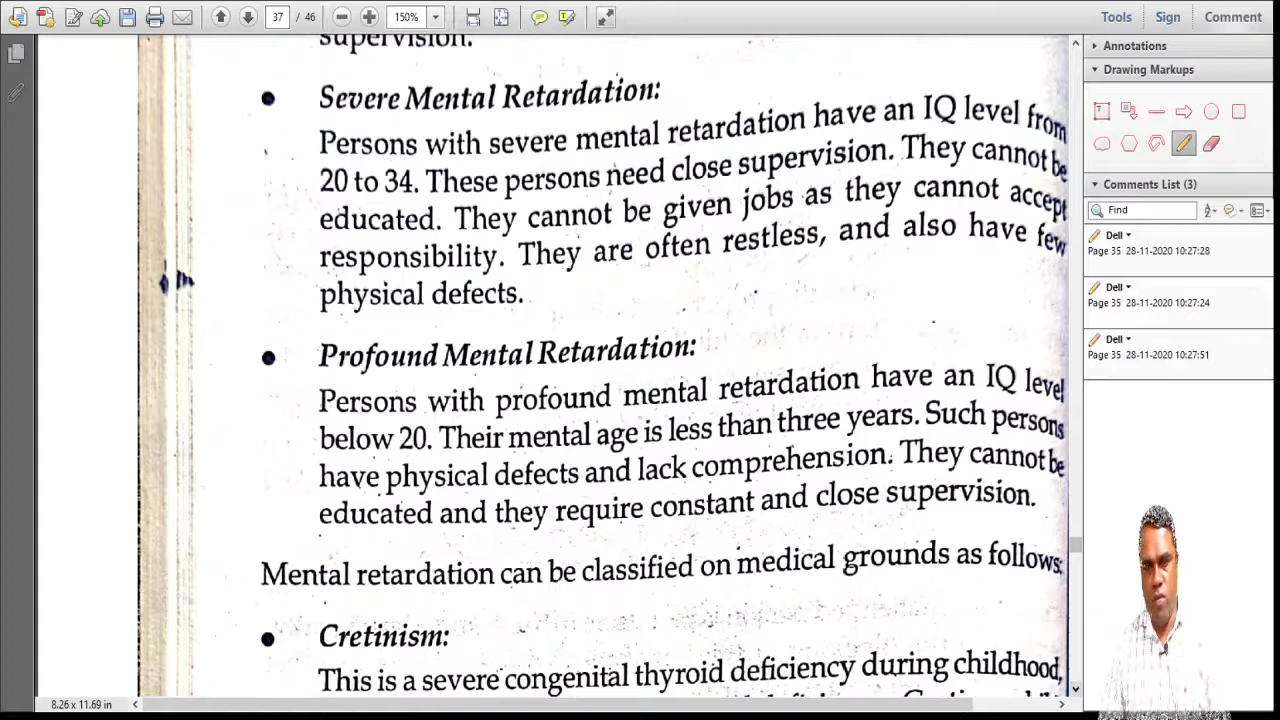 37 / 46
150%
Tools
Sign
Comment
supervision.
Severe Mental Retardation:
Persons with severe mental retardation have an IQ level from
20 to 34. These persons need close supervision. They cannot be
educated. They cannot be given jobs as they cannot accept
responsibility. They are often restless, and also have few
physical defects.
Profound Mental Retardation:
Persons with profound mental retardation have an IQ level
below 20. Their mental age is less than three years. Such persons
have physical defects and lack comprehension. They cannot be
educated and they require constant and close supervision.
Mental retardation can be classified on medical grounds as follows:
Cretinism:
This is a severe congenital thyroid deficiency during childhood,
8.26 x 11.69 in
Annotations
Drawing Markups
Comments List (3)
Find
Dell
Page 35 28-11-2020 10:27:28
Dell
Page 35 28-11-2020 10:27:24
Dell
Page 35 28-11-2020 10:27:51